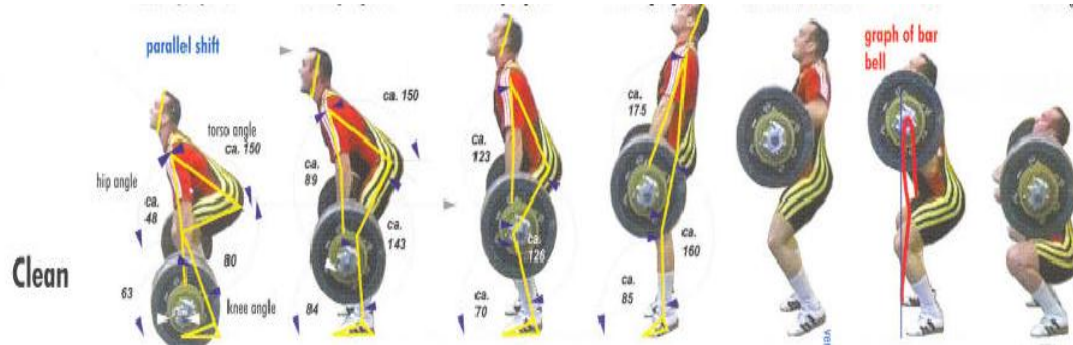 parallel shift
graph of bar
bell
ca. 150
ca.
175
torso angle
ca. 150
ca.
123
ca.
89
hip angle
ca.
48
ca.
143
ca.
126
ca.
160
80
Clean
63
knee angle
84
ca.
70
ca.
85